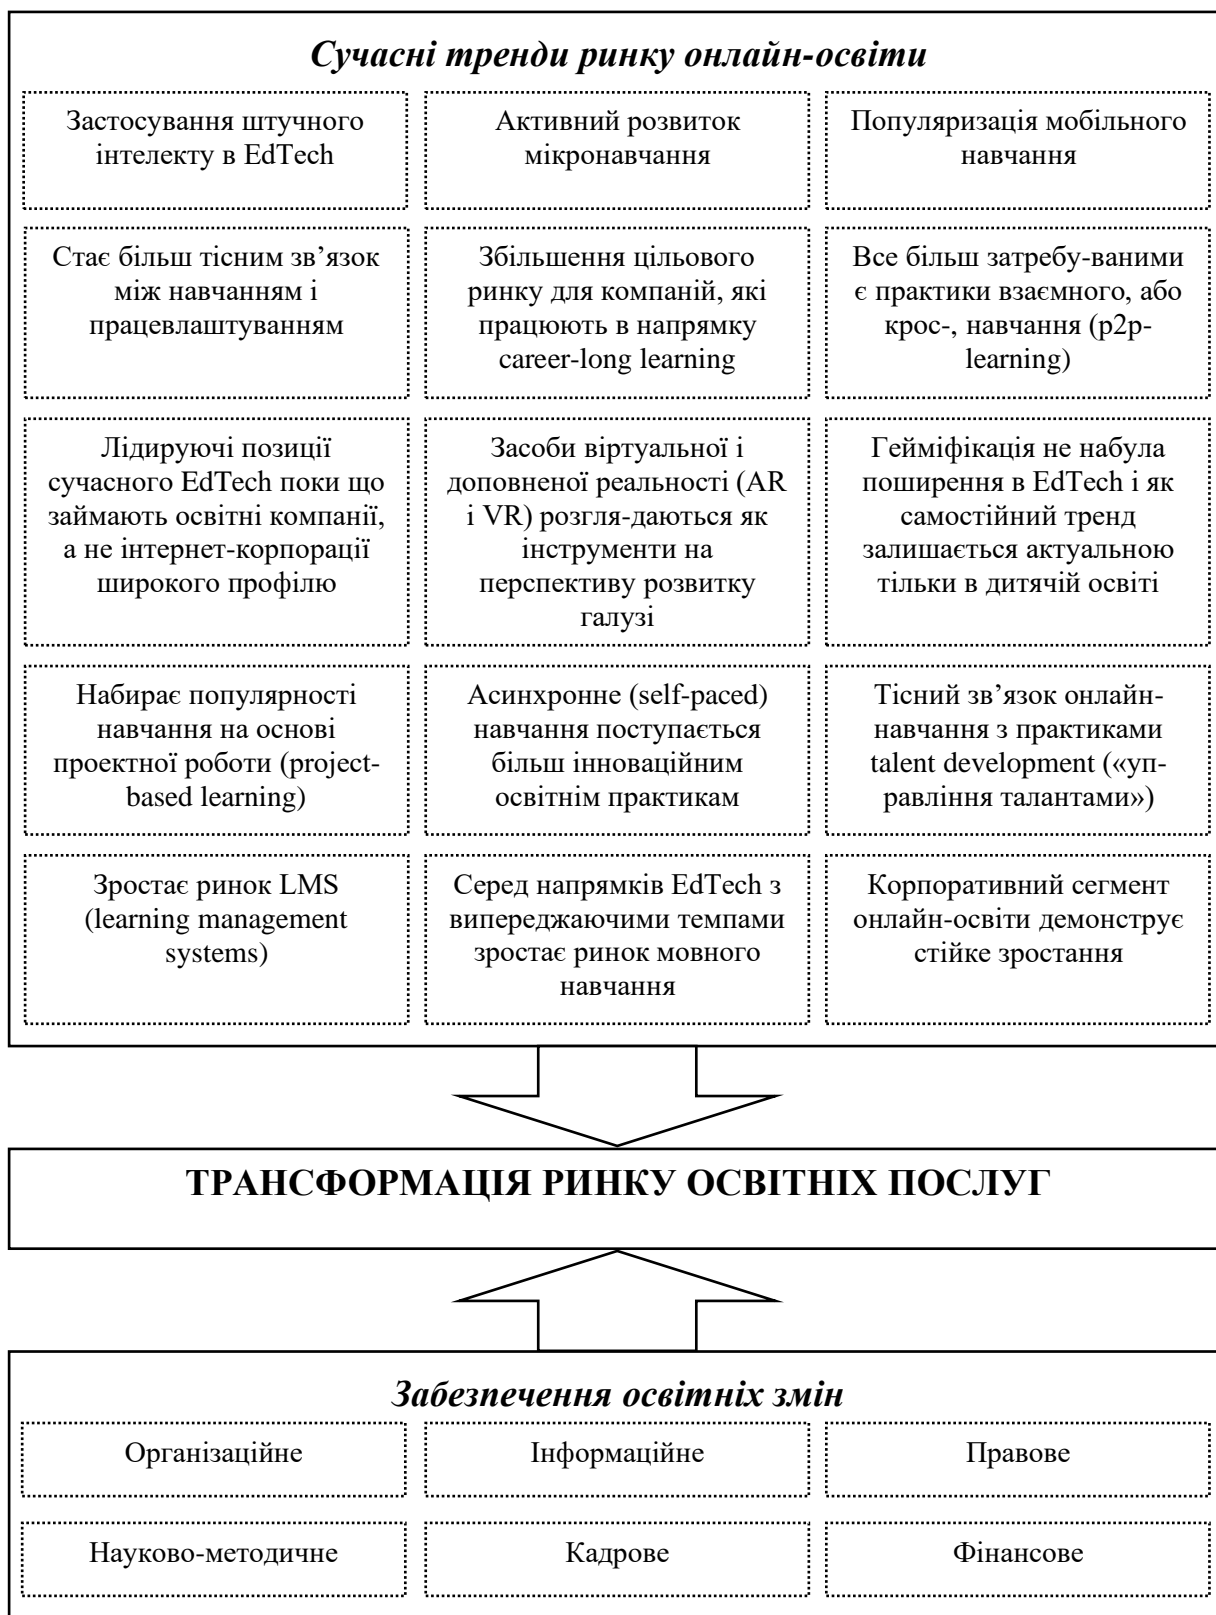 Сучасні тренди ринку онлайн-освіти
Застосування штучного
інтелекту в EdTech
Активний розвиток
мікронавчання
Популяризація мобільного
навчання
Стає більш тісним зв’язок
між навчанням і
працевлаштуванням
Збільшення цільового
ринку для компаній, які
працюють в напрямку
career-long learning
Все більш затребу-ваними
є практики взаємного, або
крос-, навчання (p2p-
learning)
Лідируючі позиції
сучасного EdTech поки що
займають освітні компанії,
а не інтернет-корпорації
широкого профілю
Засоби віртуальної і
доповненої реальності (AR
і VR) розгля-даються як
інструменти на
перспективу розвитку
галузі
Гейміфікація не набула
поширення в EdTech і як
самостійний тренд
залишається актуальною
тільки в дитячій освіті
Набирає популярності
навчання на основі
проектної роботи (project-
based learning)
Асинхронне (self-paced)
навчання поступається
більш інноваційним
освітнім практикам
Тісний зв’язок онлайн-
навчання з практиками
talent development («уп-
равління талантами»)
Зростає ринок LMS
(learning management
systems)
Серед напрямків EdTech з
випереджаючими темпами
зростає ринок мовного
навчання
Корпоративний сегмент
онлайн-освіти демонструє
стійке зростання
ТРАНСФОРМАЦІЯ РИНКУ ОСВІТНІХ ПОСЛУГ
Забезпечення освітніх змін
Організаційне
Інформаційне
Правове
Науково-методичне
Кадрове
Фінансове